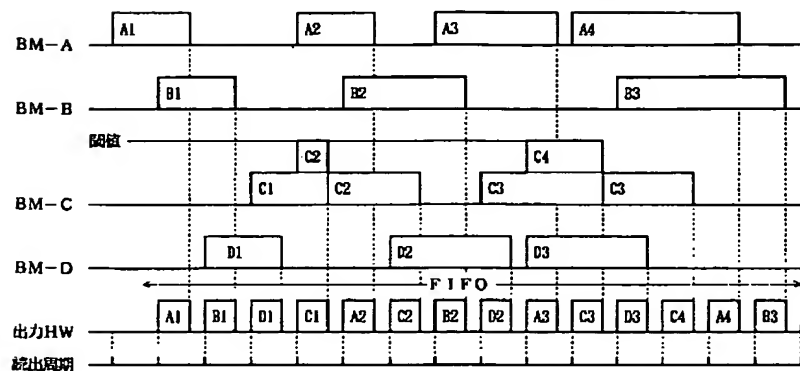 A1 A2 A3 A4
BM-A
B1 B2 B3
BM-B
閾値
C2 C4
C1 C2 C3 C3
BM-C
D1 D2 D3
BM-D
FIFO
A1 B1 D1 C1 A2 C2 B2 D2 A3 C3 D3 C4 A4 B3
出力HW
読出周期